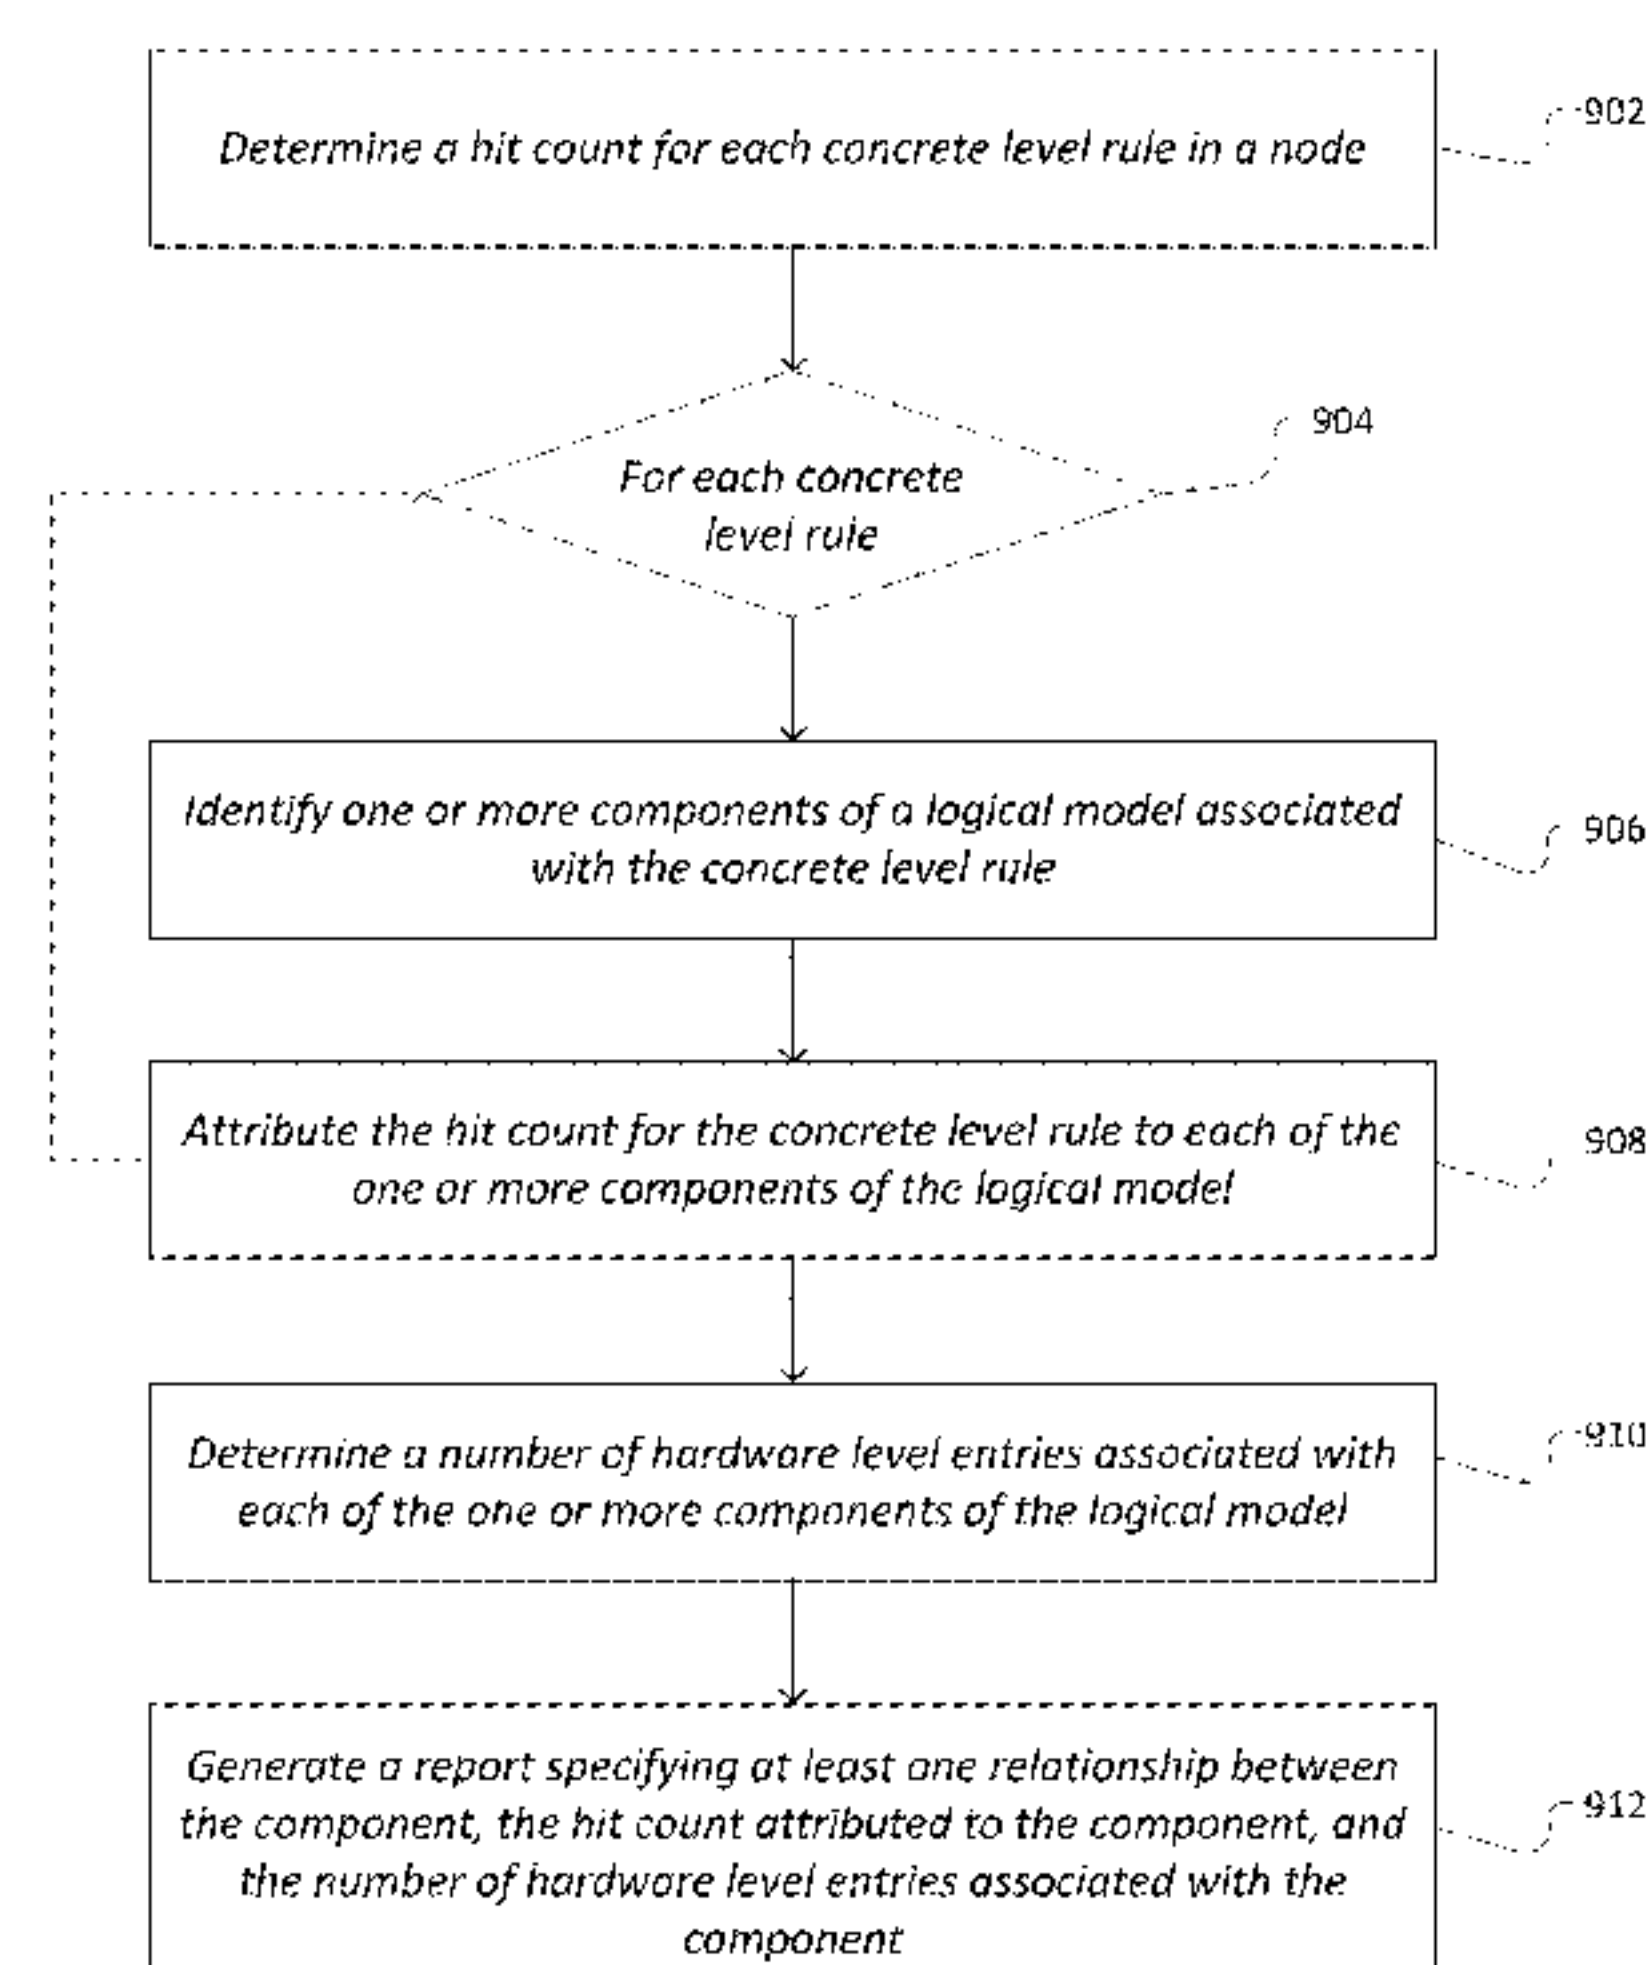 Determine a hit count for each concrete level rule in a node
902
For each concrete
level rule
904
Identify one or more components of a logical model associated
with the concrete level rule
906
Attribute the hit count for the concrete level rule to each of the
one or more components of the logical model
908
Determine a number of hardware level entries associated with
each of the one or more components of the logical model
910
Generate a report specifying at least one relationship between
the component, the hit count attributed to the component, and
the number of hardware level entries associated with the
component
912